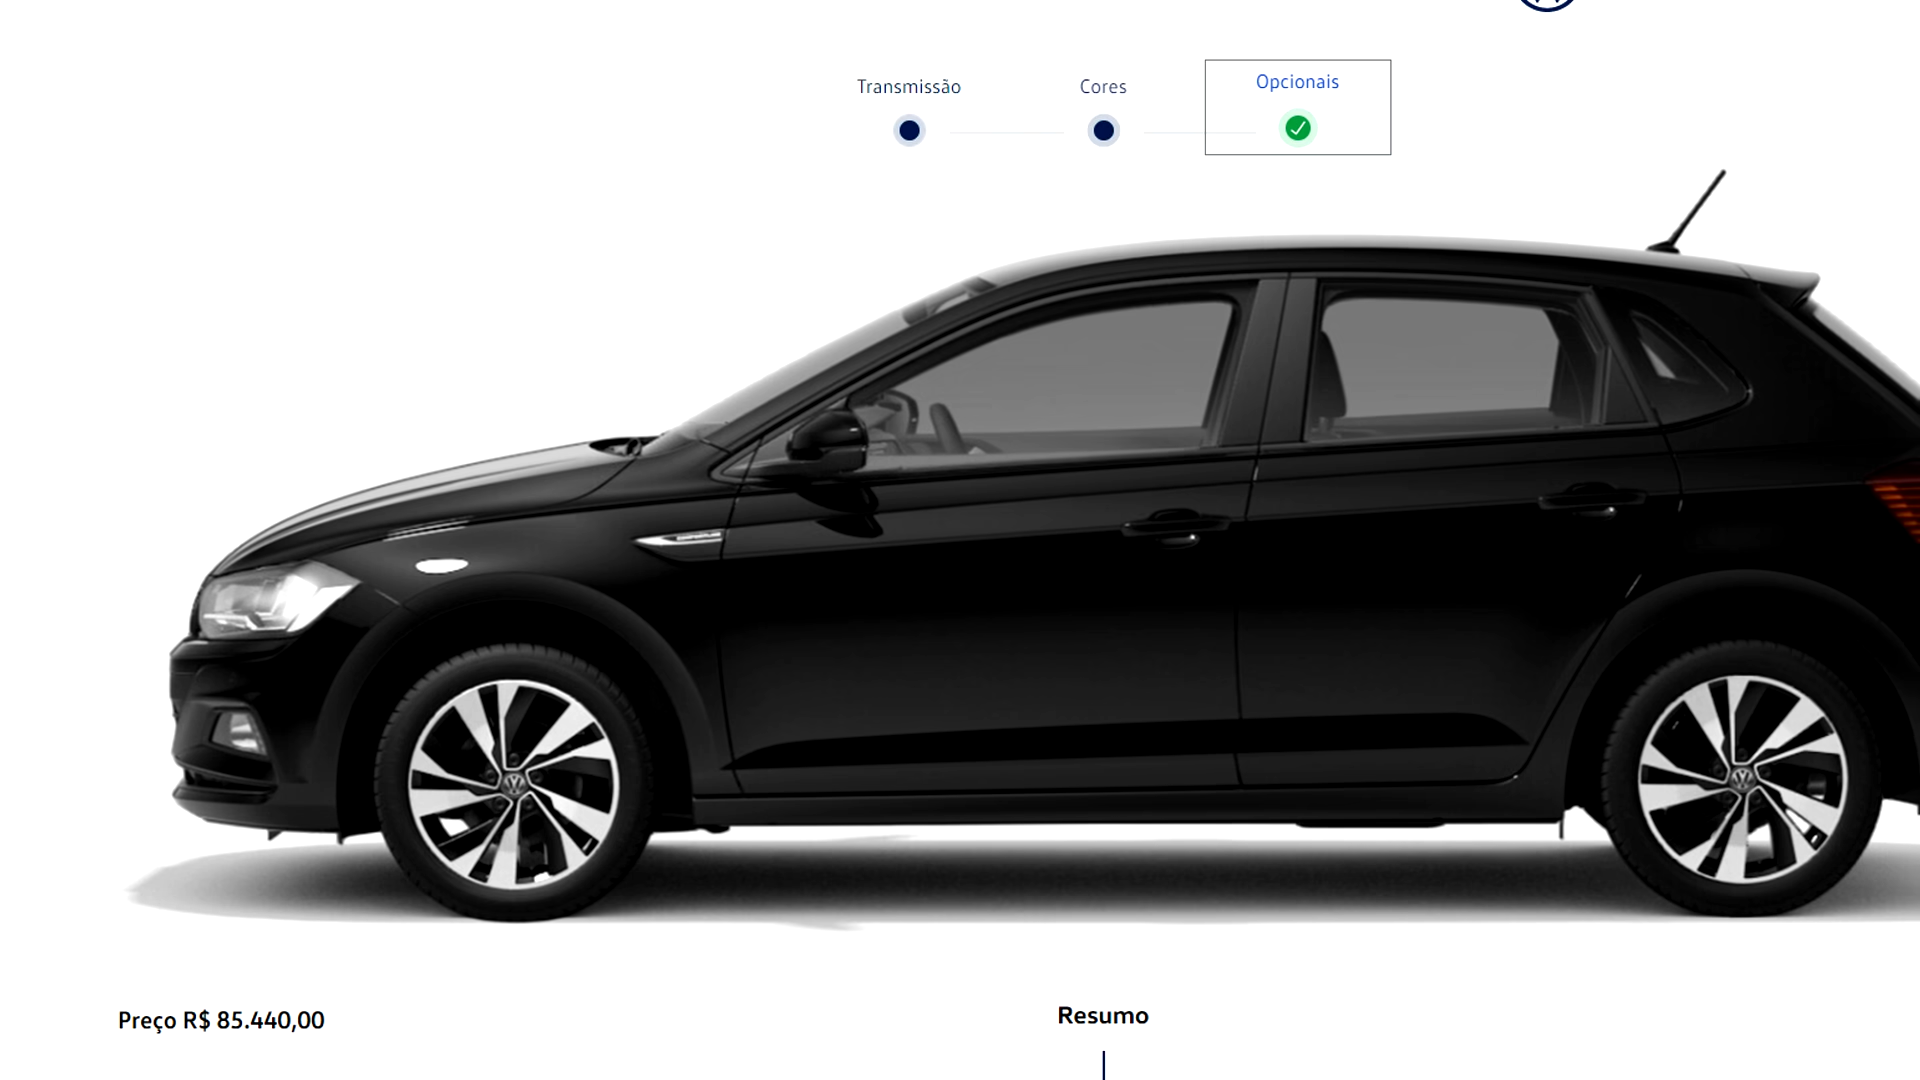 Transmissão
Cores
Opcionais
Preço R$ 85.440,00
Resumo